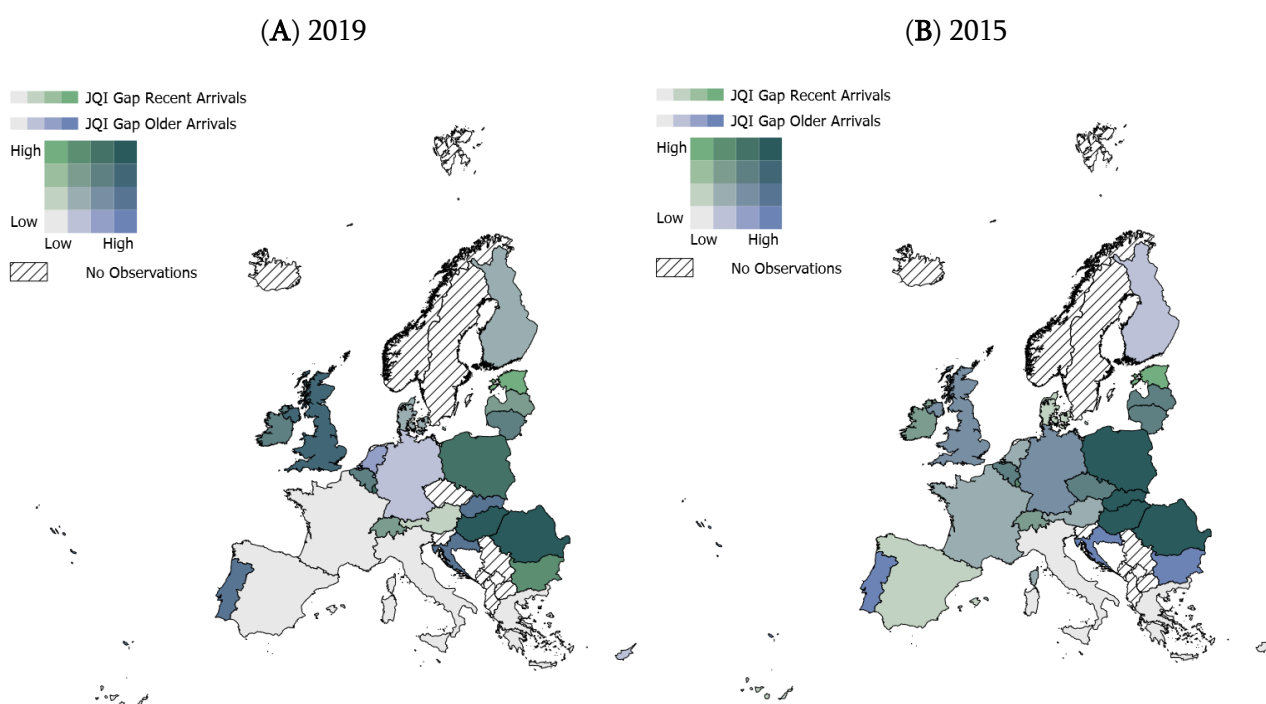 (A) 2019
JQI Gap Recent Arrivals
JQI Gap Older Arrivals
High
Low
Low High
No Observations
(B) 2015
JQI Gap Recent Arrivals
JQI Gap Older Arrivals
High
Low
Low High
No Observations